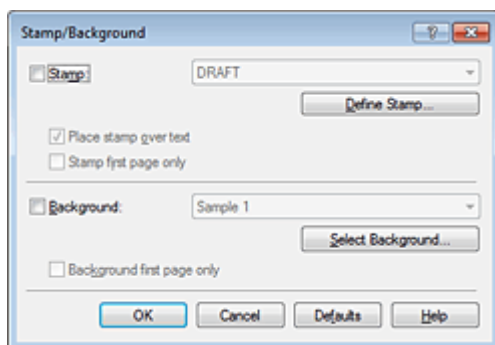 Stamp/Background
Stamp: DRAFT
Define Stamp...
Place stamp over text
Stamp first page only
Background: Sample 1
Select Background...
Background first page only
OK Cancel Defaults Help